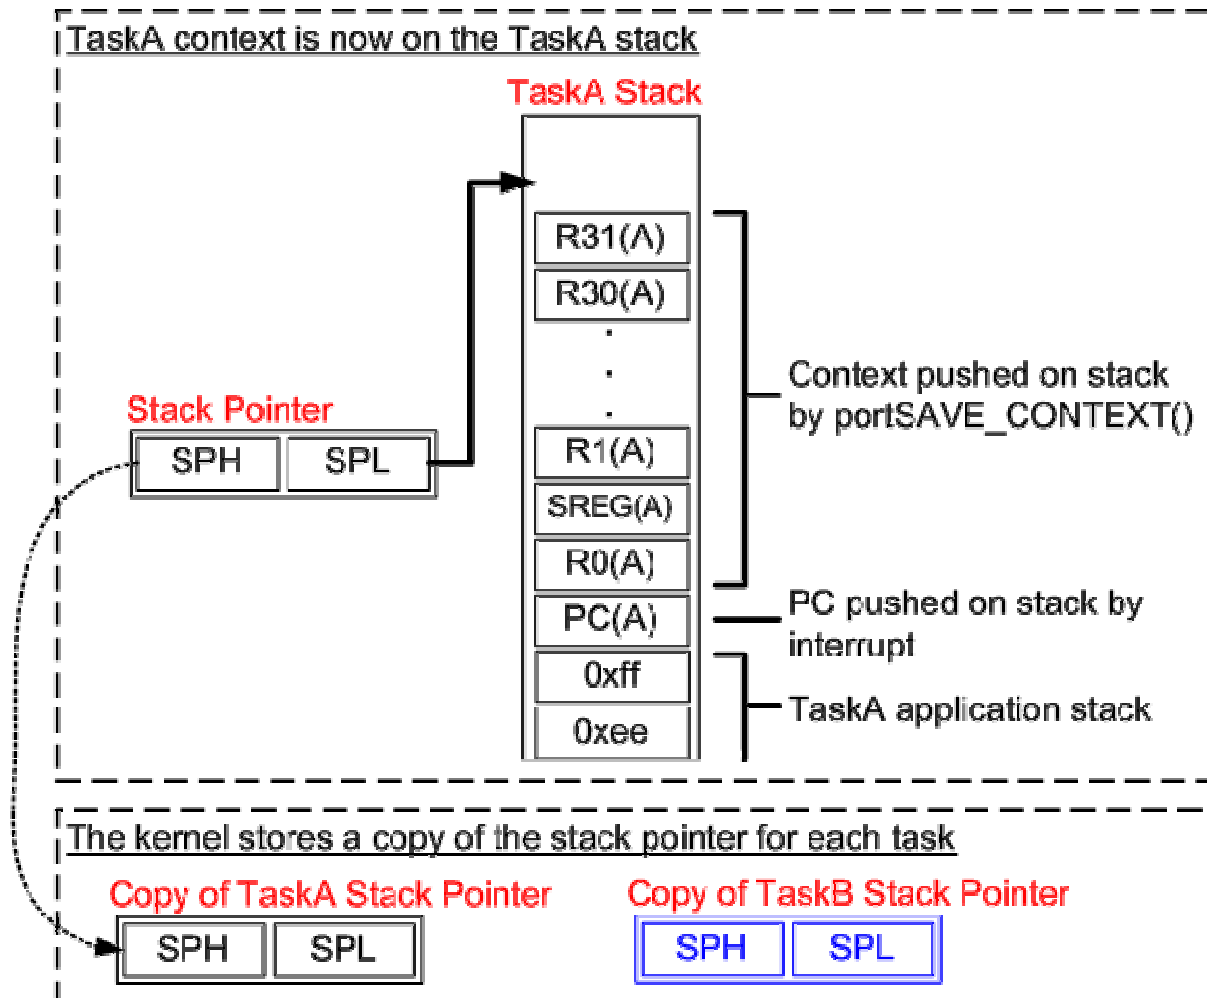 TaskA context is now on the TaskA stack
TaskA Stack
R31(A)
R30(A)
.
.
.
Context pushed on stack
by portSAVE_CONTEXT()
Stack Pointer
SPH SPL
R1(A)
SREG(A)
R0(A)
PC(A)
PC pushed on stack by
interrupt
0xff
TaskA application stack
0xee
The kernel stores a copy of the stack pointer for each task
Copy of TaskA Stack Pointer
SPH SPL
Copy of TaskB Stack Pointer
SPH SPL